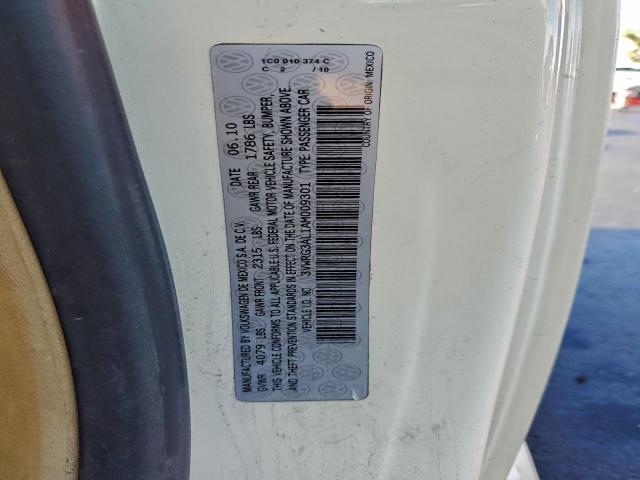 1C0 010 374 C
C 2 /10
MANUFACTURED BY VOLKSWAGEN DE MEXICO S.A. DE C.V. DATE 06.10
GVWR 4079 LBS GAWR FRONT 2315 LBS GAWR REAR 1786 LBS
THIS VEHICLE CONFORMS TO ALL APPLICABLE U.S. FEDERAL MOTOR VEHICLE SAFETY, BUMPER,
AND THEFT PREVENTION STANDARDS IN EFFECT ON THE DATE OF MANUFACTURE SHOWN ABOVE.
VEHICLE I.D. NO. 3VWRG3AL1AM009301 TYPE: PASSENGER CAR
COUNTRY OF ORIGIN: MEXICO